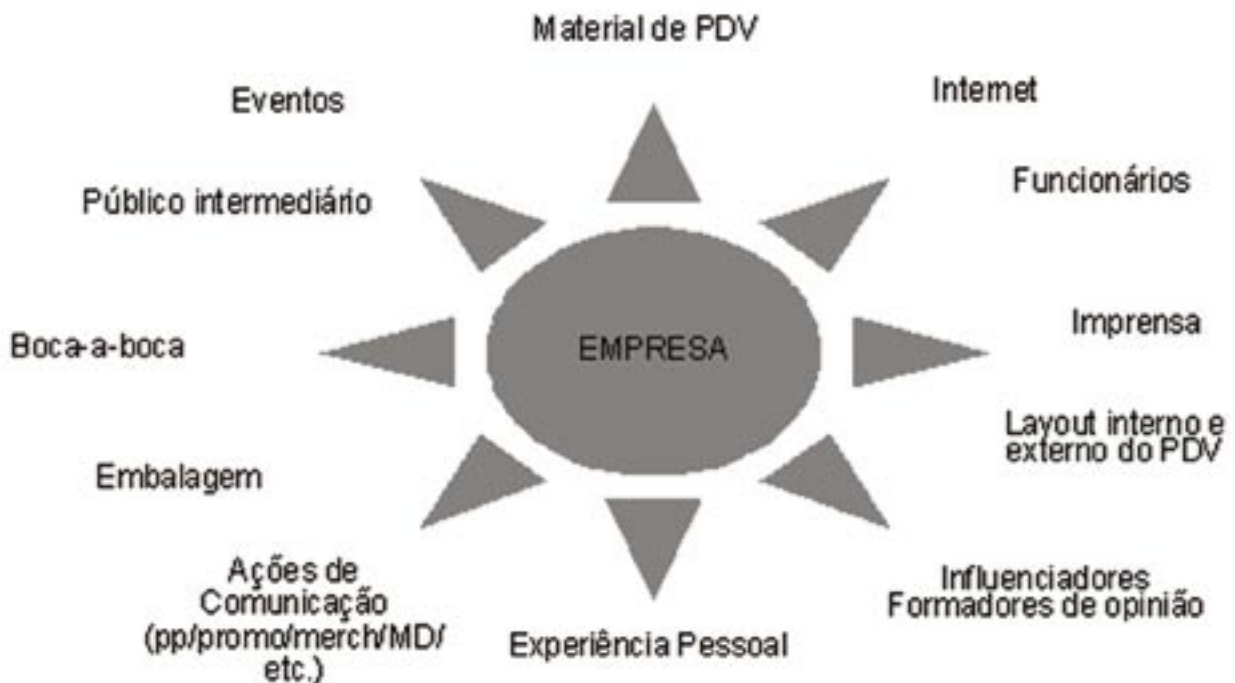 Material de PDV
Eventos
Internet
Público intermediário
Funcionários
Boca-a-boca
EMPRESA
Imprensa
Layout interno e
externo do PDV
Embalagem
Ações de
Comunicação
(pp/promo/merch/MD/
etc.)
Influenciadores
Formadores de opinião
Experiência Pessoal